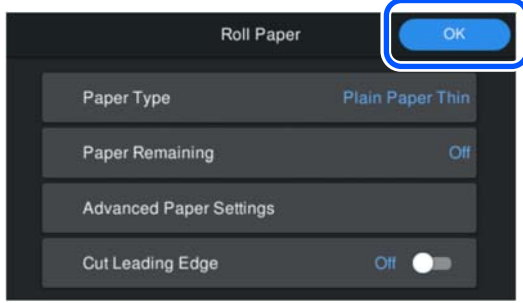 Roll Paper OK
Paper Type Plain Paper Thin
Paper Remaining Off
Advanced Paper Settings
Cut Leading Edge Off